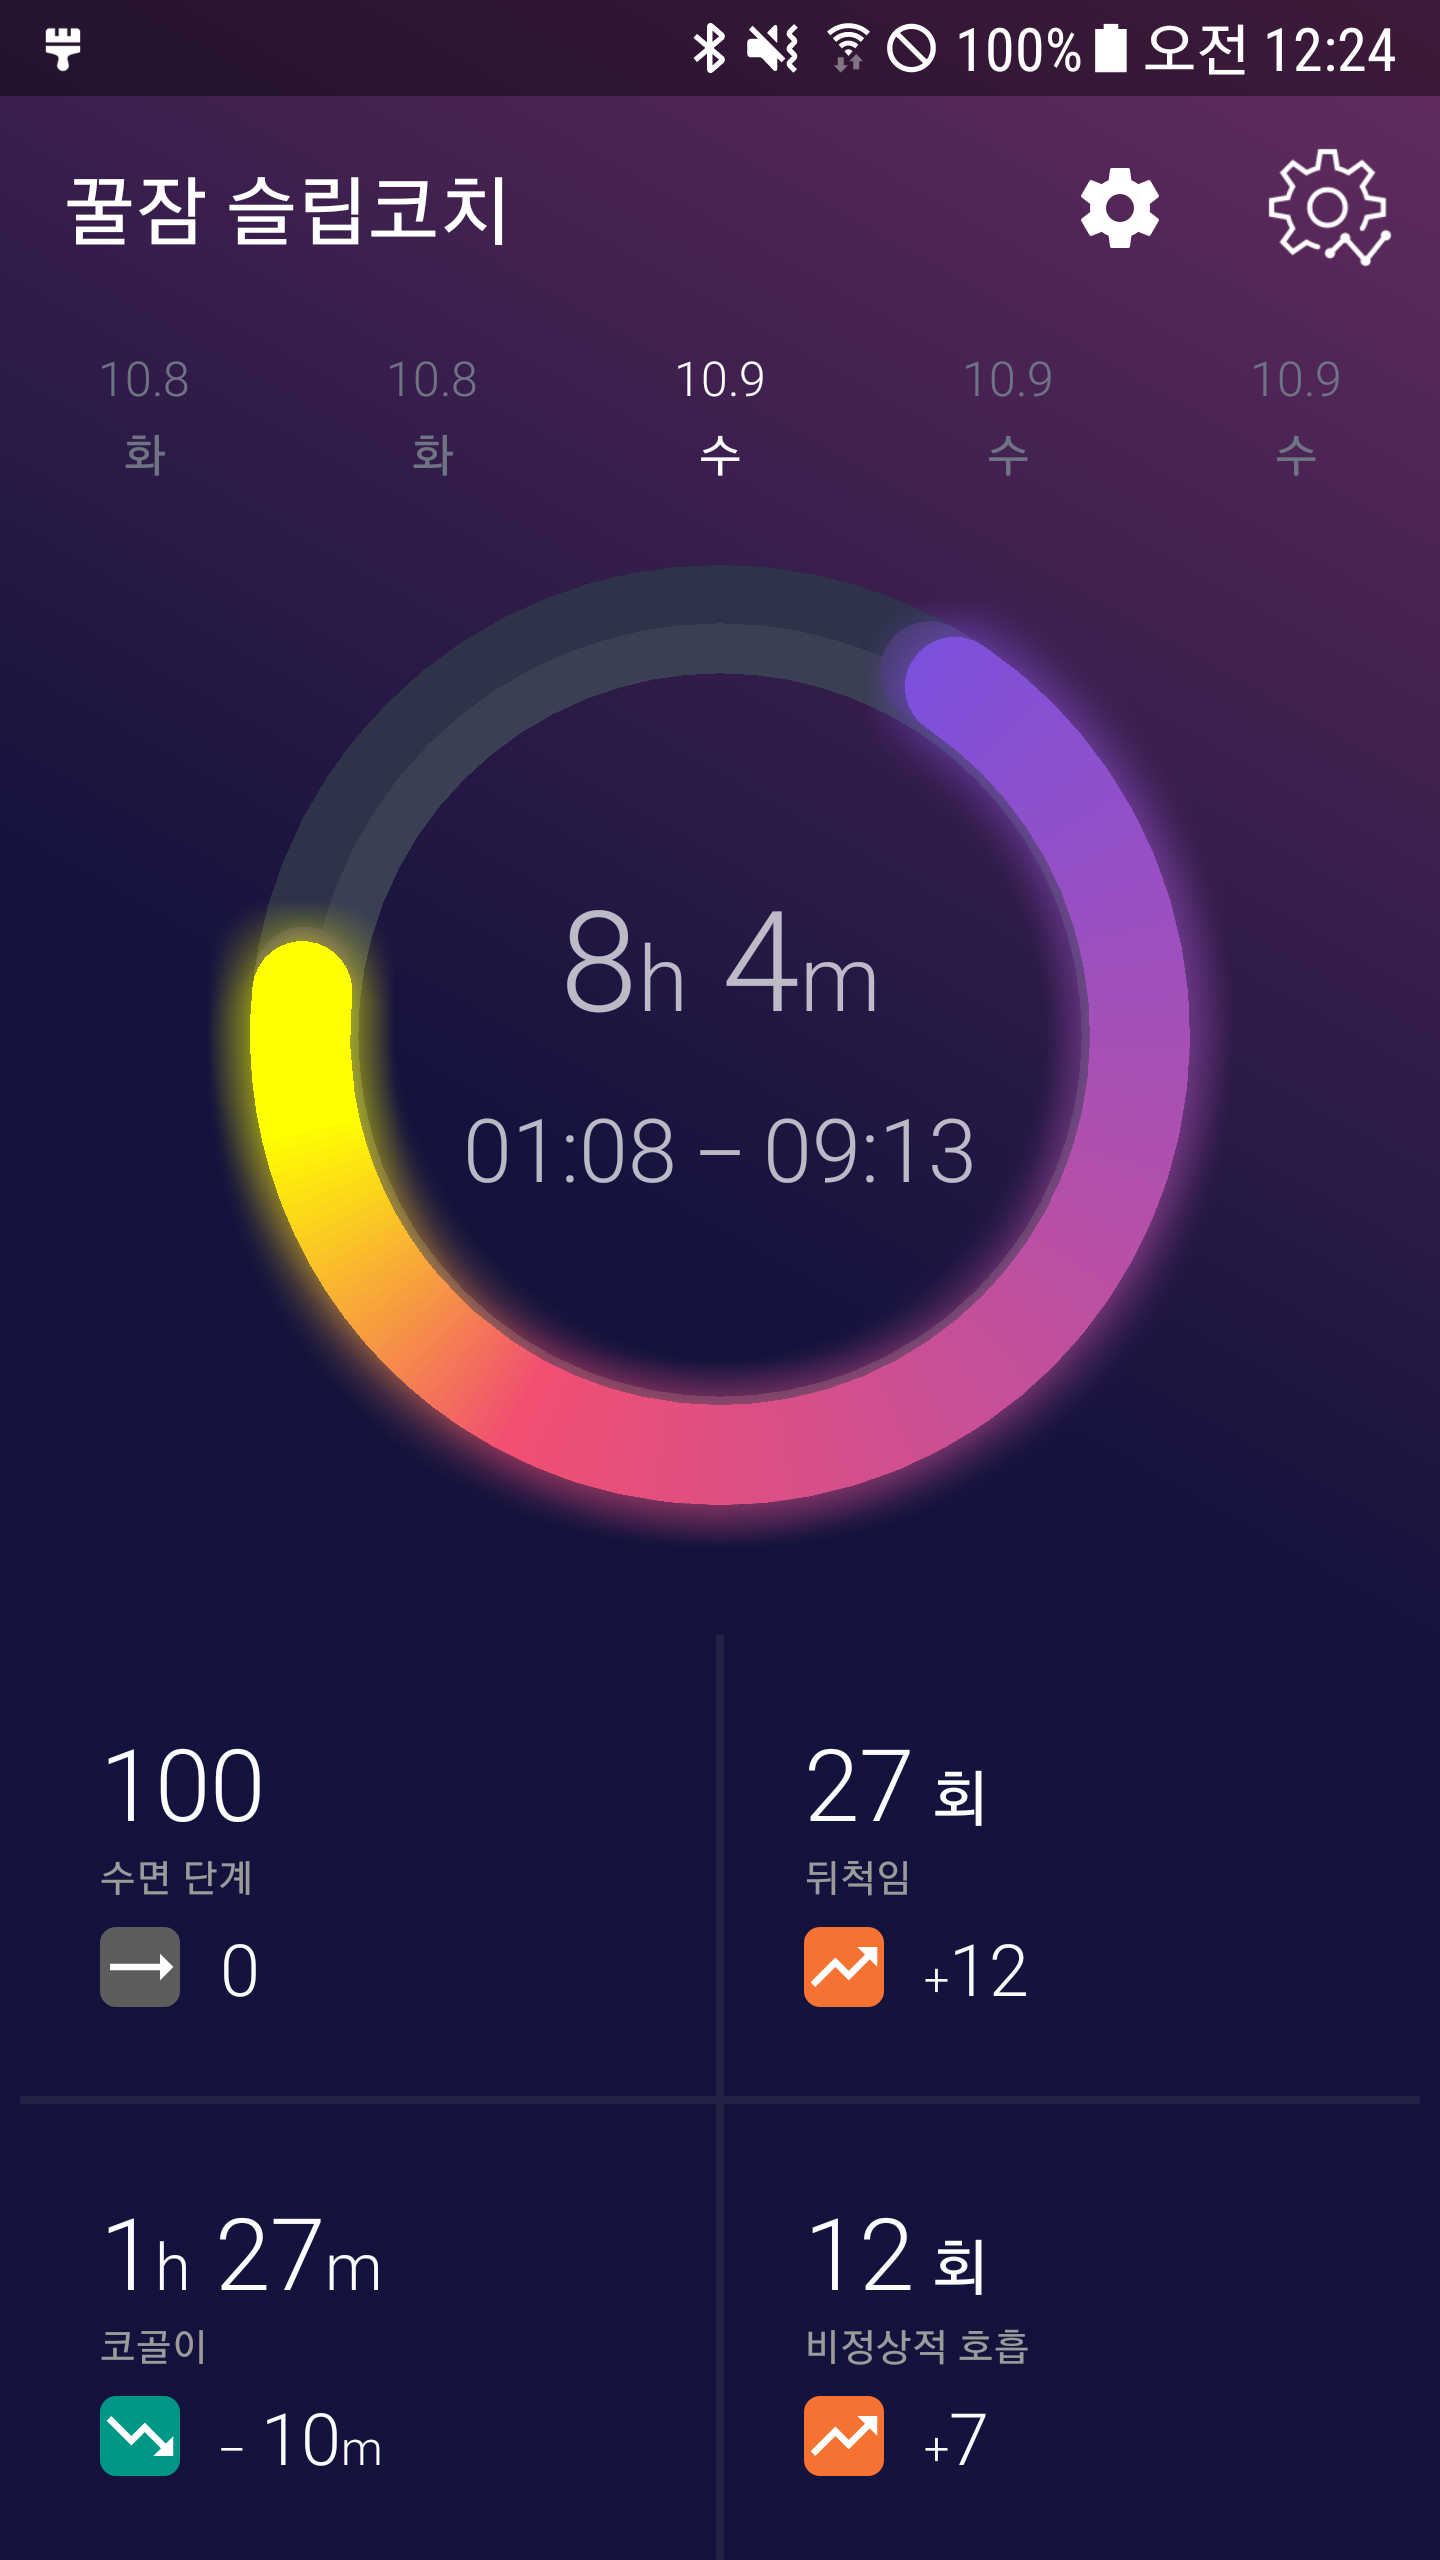 100% 오전 12:24
꿀잠 슬립코치
10.8 10.8 10.9 10.9 10.9
화 화 수 수 수
8h 4m
01:08 – 09:13
100
수면 단계
0
27 회
뒤척임
+12
1h 27m
코골이
– 10m
12 회
비정상적 호흡
+7